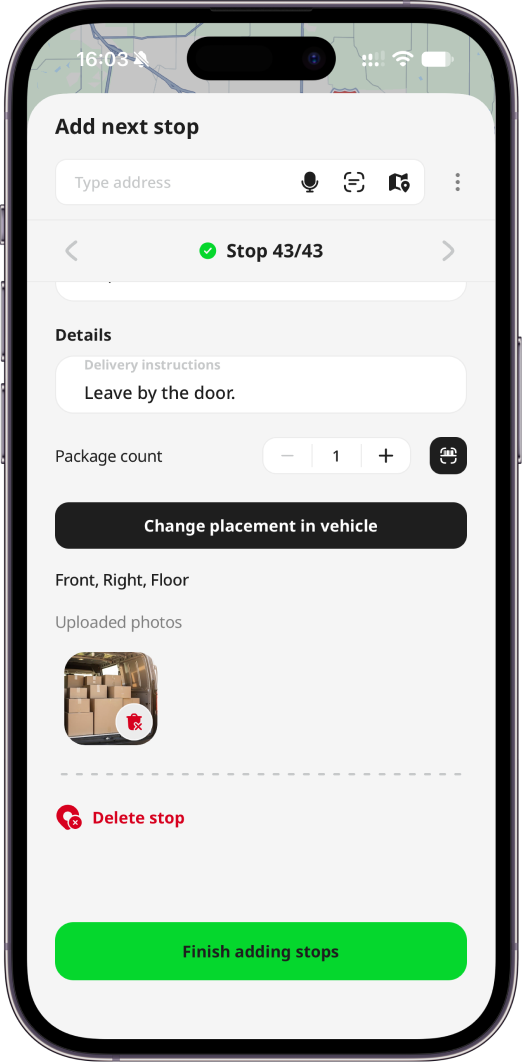 16:03
Add next stop
Type address
Stop 43/43
Details
Delivery instructions
Leave by the door.
Package count
1
Change placement in vehicle
Front, Right, Floor
Uploaded photos
Delete stop
Finish adding stops